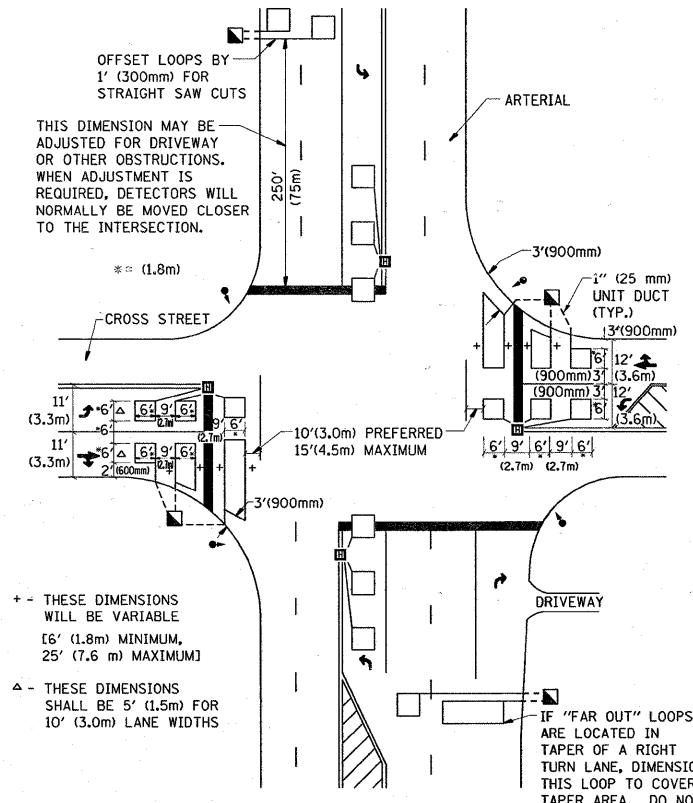 OFFSET LOOPS BY
1' (300mm) FOR
STRAIGHT SAW CUTS
ARTERIAL
THIS DIMENSION MAY BE
ADJUSTED FOR DRIVEWAY
OR OTHER OBSTRUCTIONS.
WHEN ADJUSTMENT IS
REQUIRED, DETECTORS WILL
NORMALLY BE MOVED CLOSER
TO THE INTERSECTION.
250'
(75m)
* = (1.8m)
3'(900mm)
1" (25 mm)
UNIT DUCT
(TYP.)
CROSS STREET
3'(900mm)
*6'
12'
(3.6m)
(900mm) 3'
(900mm) 3'
12'
(3.6m)
*6'
11'
(3.3m)
*6'
△
6'* 9' 6'*
(2.7m)
*6'
9' 6'
*
(2.7m)
10'(3.0m) PREFERRED
15'(4.5m) MAXIMUM
6' 9' 6' 9' 6'
* (2.7m) * (2.7m) *
11'
(3.3m)
*6'
△
6'* 9' 6'*
(2.7m)
2' (600mm)
3'(900mm)
+ - THESE DIMENSIONS
WILL BE VARIABLE
[6' (1.8m) MINIMUM,
25' (7.6 m) MAXIMUM]
DRIVEWAY
△ - THESE DIMENSIONS
SHALL BE 5' (1.5m) FOR
10' (3.0m) LANE WIDTHS
IF "FAR OUT" LOOPS
ARE LOCATED IN
TAPER OF A RIGHT
TURN LANE, DIMENSIO
THIS LOOP TO COVER
TAPER AREA. DO NO